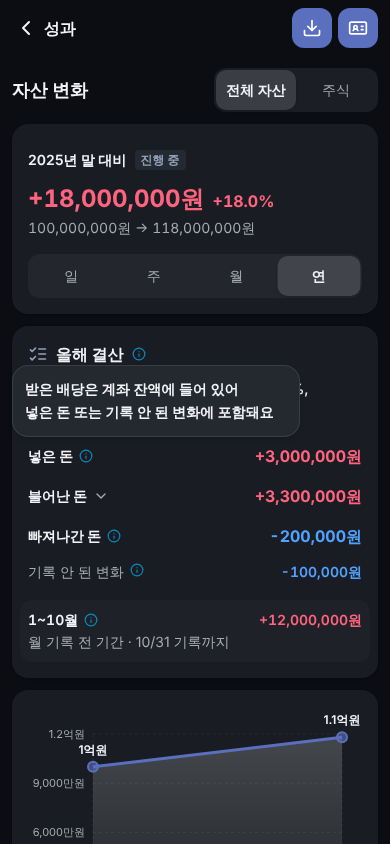 성과
자산 변화
전체 자산
주식
2025년 말 대비
진행 중
+18,000,000원 +18.0%
100,000,000원 → 118,000,000원
일
주
월
연
올해 결산
%,
받은 배당은 계좌 잔액에 들어 있어
넣은 돈 또는 기록 안 된 변화에 포함돼요
넣은 돈
+3,000,000원
불어난 돈
+3,300,000원
빠져나간 돈
-200,000원
기록 안 된 변화
-100,000원
1~10월
+12,000,000원
월 기록 전 기간 · 10/31 기록까지
1.1억원
1.2억원
1억원
9,000만원
6,000만원